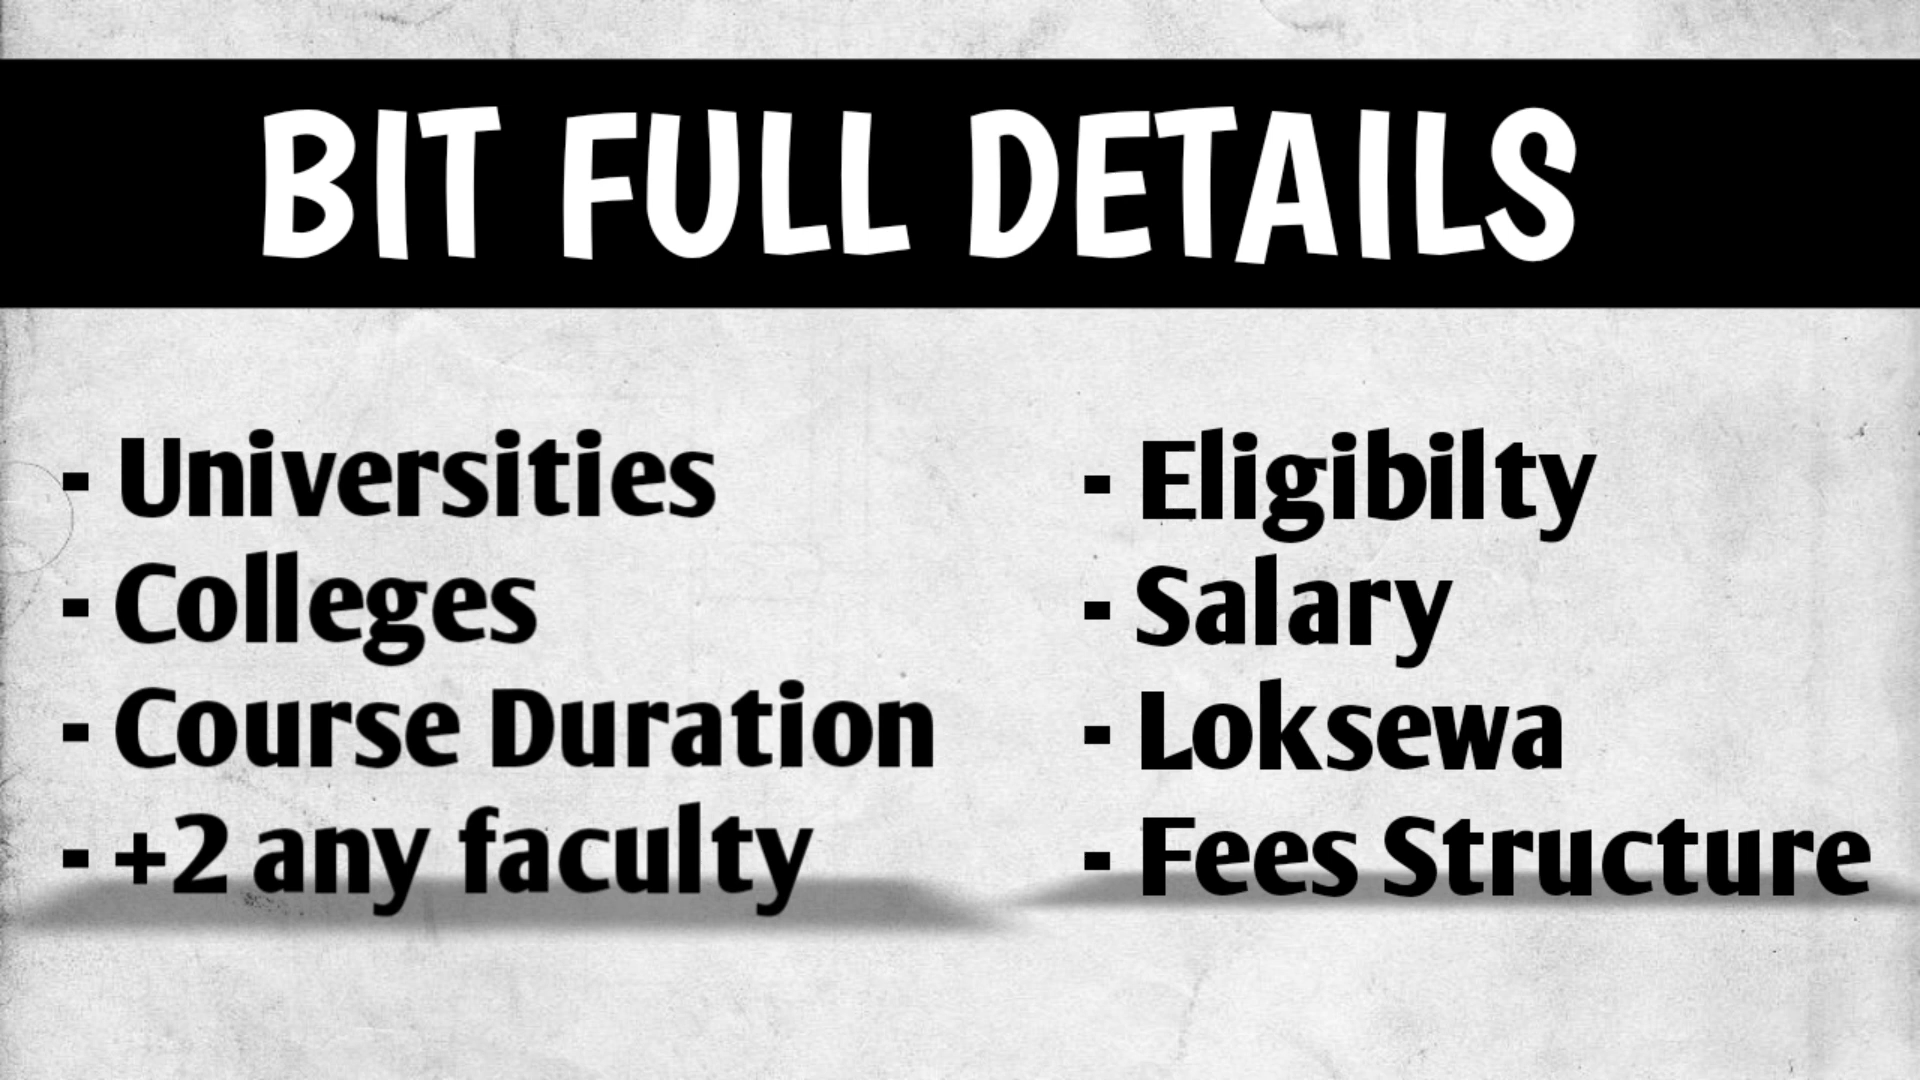 BIT FULL DETAILS
- Universities
- Colleges
- Course Duration
- +2 any faculty
- Eligibilty
- Salary
- Loksewa
- Fees Structure